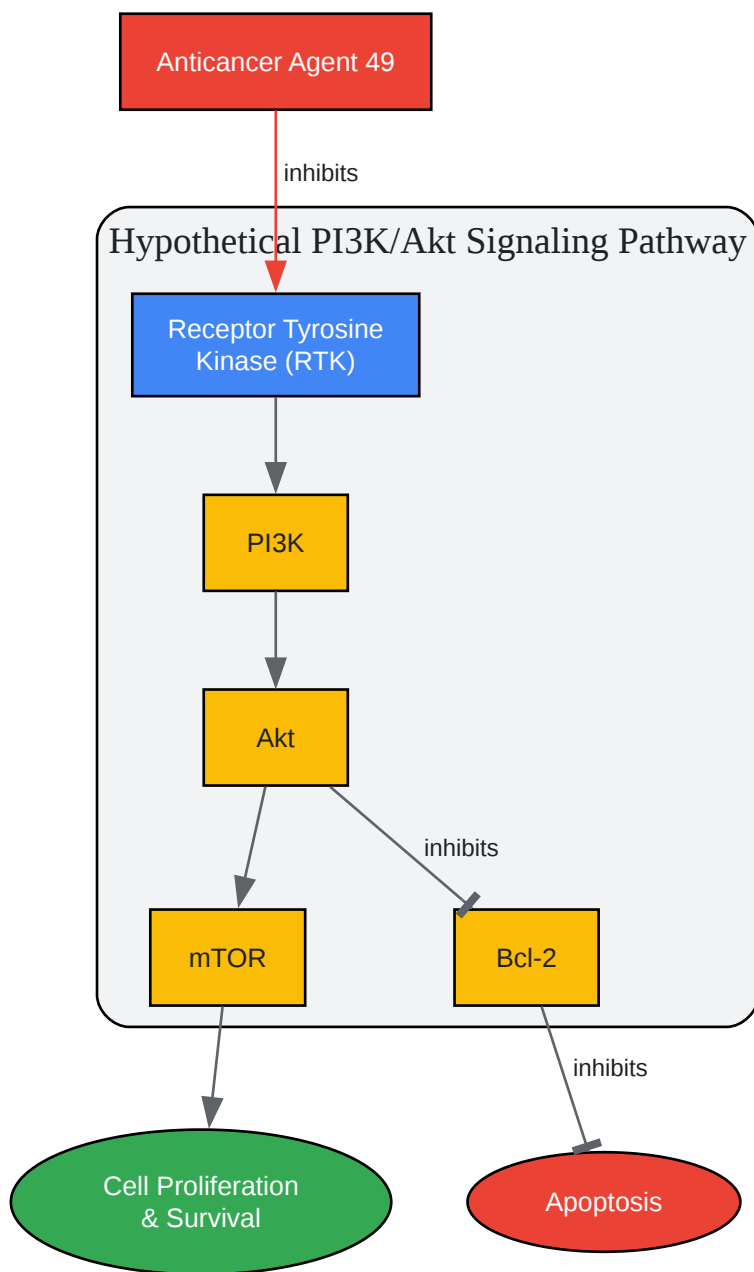 Anticancer Agent 49
inhibits
Hypothetical PI3K/Akt Signaling Pathway
Receptor Tyrosine
Kinase (RTK)
PI3K
Akt
inhibits
mTOR
Bcl-2
inhibits
Cell Proliferation
& Survival
Apoptosis